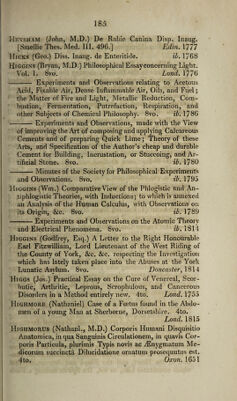 185
HEYSHAM (John, M.D.) De Rabie Canina Disp. Inaug.
[Smellie Thes. Med. III. 496.] Edin. 1777
HICKS (Geo.) Diss. Inaug. de Enteritide. ib. 1768
HIGGINS (Bryan, M.D.) Philosophical Essay concerning Light.
Vol. 1. 8vo. Lond. 1776
—— Experiments and Observations relating to Acetous
Acid, Fixable Air, Dense Inflammable Air, Oils, and Fuel;
the Matter of Fire and Light, Metallic Reduction, Com-
bustion, Fermentation, Putrefaction, Respiration, and
other Subjects of Chemical Philosophy. 8vo. ib. 1786
—— Experiments and Observations, made with the View
of improving the Art of composing and applying Calcareous
Cements and of preparing Quick Lime; Theory of these
Arts, and Specification of the Author's cheap and durable
Cement for Building, Incrustation, or Stuccoing, and Ar-
tificial Stone. ib. 1780
—— Minutes of the Society for Philosophical Experiments
and Observations. 8vo. ib. 1795
HIGGINS (Wm.) Comparative View of the Phlogistic and An-
tiphlogistic Theories, with Inductions; to which is annexed
an Analysis of the Human Calculus, with Observations on
its Origin, &c. 8vo. ib. 1789
—— Experiments and Observations on the Atomic Theory
and Electrical Phenomena. 8vo. ib. 1814
HIGGINS (Godfrey, Esq.) A Letter to the Right Honourable
Earl Fitzwilliam, Lord Lieutenant of the West Riding of
the County of York, &c. &c. respecting the Investigation
which has lately taken place into the Abuses at the York
Lunatic Asylum. 8vo. Doncaster, 1814
HIGGS (Jos.) Practical Essay on the Cure of Venereal, Scor-
butic, Arthritic, Leprous, Scrophulous, and Cancerous
Disorders in a Method entirely new. 4to. Lond. 1755
HIGHMORE (Nathaniel) Case of a Foetus found in the Abdo-
men of a young Man at Sherborne, Dorsetshire. 4to.
Lond. 1815
HIGHMORUS (Nathanl., M.D.) Corporis Humani Disquisitio
Anatomica, in qua Sanguinis Circulationem, in quavis Cor-
poris Particula, plurimis Typis novis ac Ænygmatum Me-
dicorum succincta Dilucidatione ornatum prosequutus est.
4to. Oxon. 1651